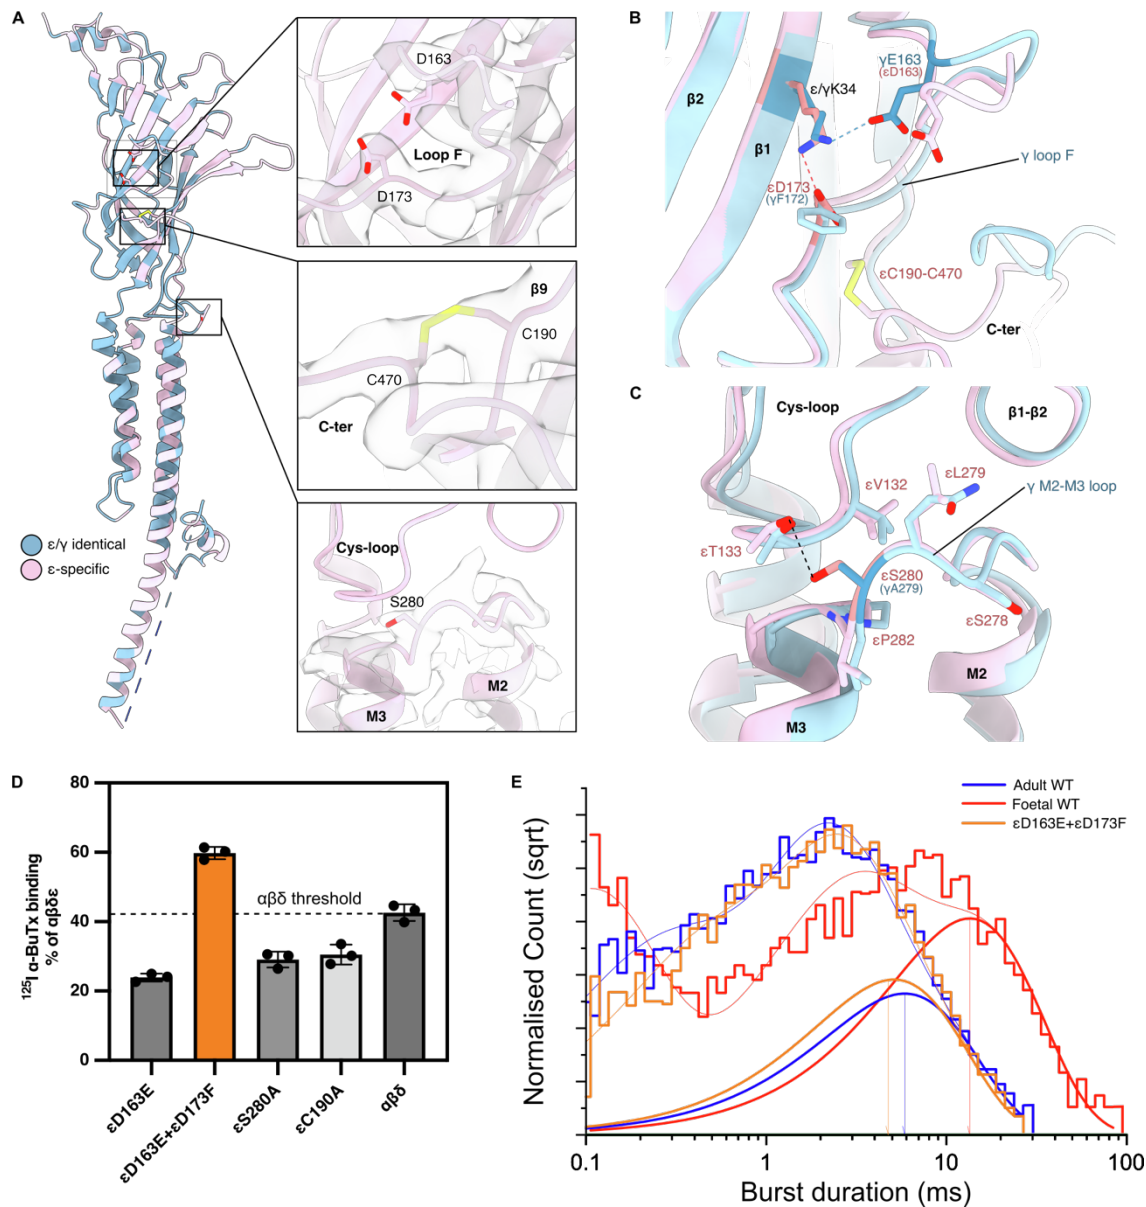 A
D163
Loop F
D173
β9
C190
C470
C-ter
ε/γ identical
ε-specific
Cys-loop
S280
M2
M3
B
γE163
(εD163)
ε/γK34
β2
β1
γ loop F
εD173
(γF172)
εC190-C470
C-ter
C
Cys-loop
β1-β2
εL279
εV132
γ M2-M3 loop
εT133
εS280
(γA279)
εS278
εP282
M2
M3
D
80
60
40
20
0
¹²⁵I α-BuTx binding
% of αβδε
αβδ threshold
εD163E
εD163E+εD173F
εS280A
εC190A
αβδ
E
Adult WT
Foetal WT
εD163E+εD173F
Normalised Count (sqrt)
0.1
1
10
100
Burst duration (ms)